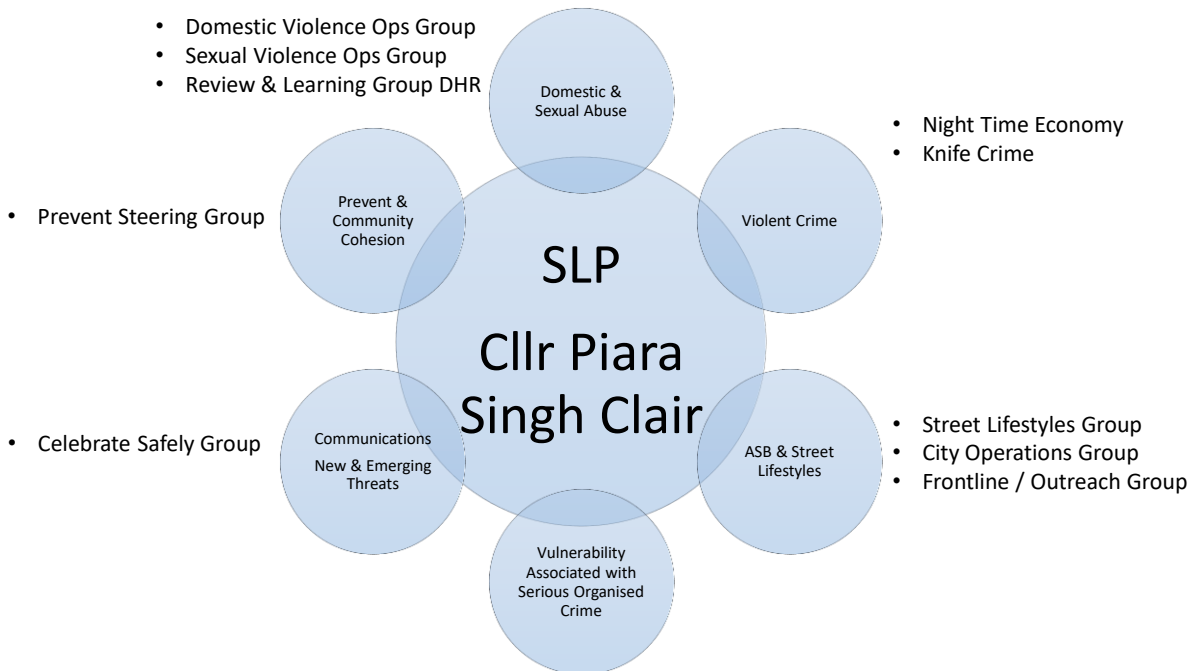 • Domestic Violence Ops Group
• Sexual Violence Ops Group
• Review & Learning Group DHR
Domestic &
Sexual Abuse
• Night Time Economy
• Knife Crime
Violent Crime
• Prevent Steering Group
Prevent &
Community
Cohesion
SLP
Cllr Piara
Singh Clair
• Celebrate Safely Group
Communications
New & Emerging
Threats
ASB & Street
Lifestyles
• Street Lifestyles Group
• City Operations Group
• Frontline / Outreach Group
Vulnerability
Associated with
Serious Organised
Crime